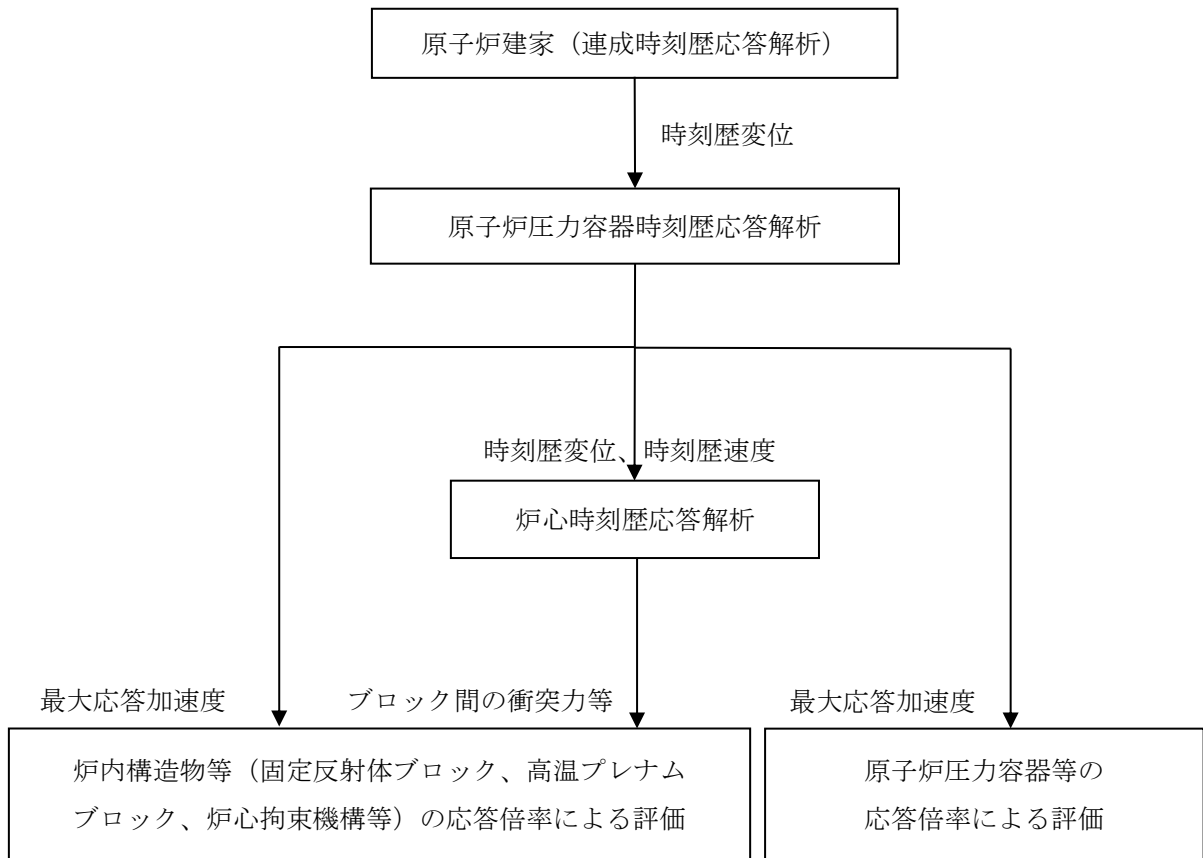 原子炉建家（連成時刻歴応答解析）
時刻歴変位
原子炉圧力容器時刻歴応答解析
時刻歴変位、時刻歴速度
炉心時刻歴応答解析
最大応答加速度
ブロック間の衝突力等
最大応答加速度
炉内構造物等（固定反射体ブロック、高温プレナム
ブロック、炉心拘束機構等）の応答倍率による評価
原子炉圧力容器等の
応答倍率による評価